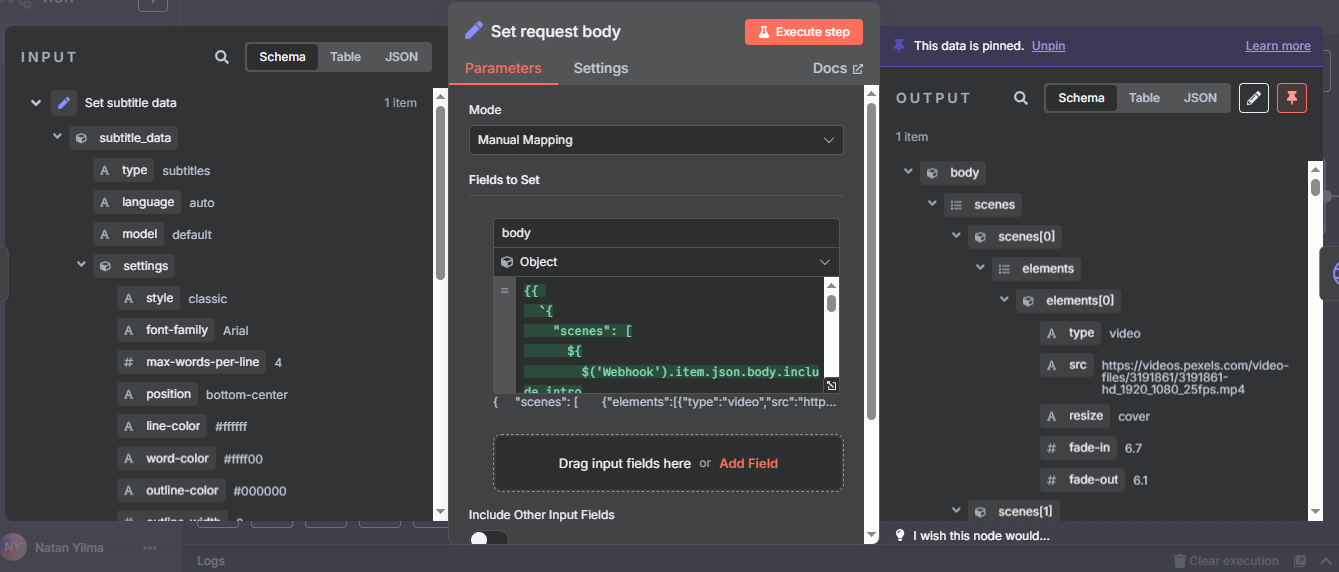 INPUT
Schema
Table
JSON
Set subtitle data
1 item
subtitle_data
A type subtitles
A language auto
A model default
settings
A style classic
A font-family Arial
# max-words-per-line 4
A position bottom-center
A line-color #ffffff
A word-color #ffff00
A outline-color #000000
Set request body
Execute step
Parameters
Settings
Docs
Mode
Manual Mapping
Fields to Set
body
Object
= {{
`{
"scenes": [
${
$('Webhook').item.json.body.inclu
de_intro
{ "scenes": [ {"elements":[{"type":"video","src":"http...
Drag input fields here or Add Field
Include Other Input Fields
This data is pinned. Unpin
Learn more
OUTPUT
Schema
Table
JSON
1 item
body
scenes
scenes[0]
elements
elements[0]
A type video
A src https://videos.pexels.com/video-
files/3191861/3191861-
hd_1920_1080_25fps.mp4
A resize cover
# fade-in 6.7
# fade-out 6.1
scenes[1]
I wish this node would...
NY Natan Yilma
Logs
Clear execution